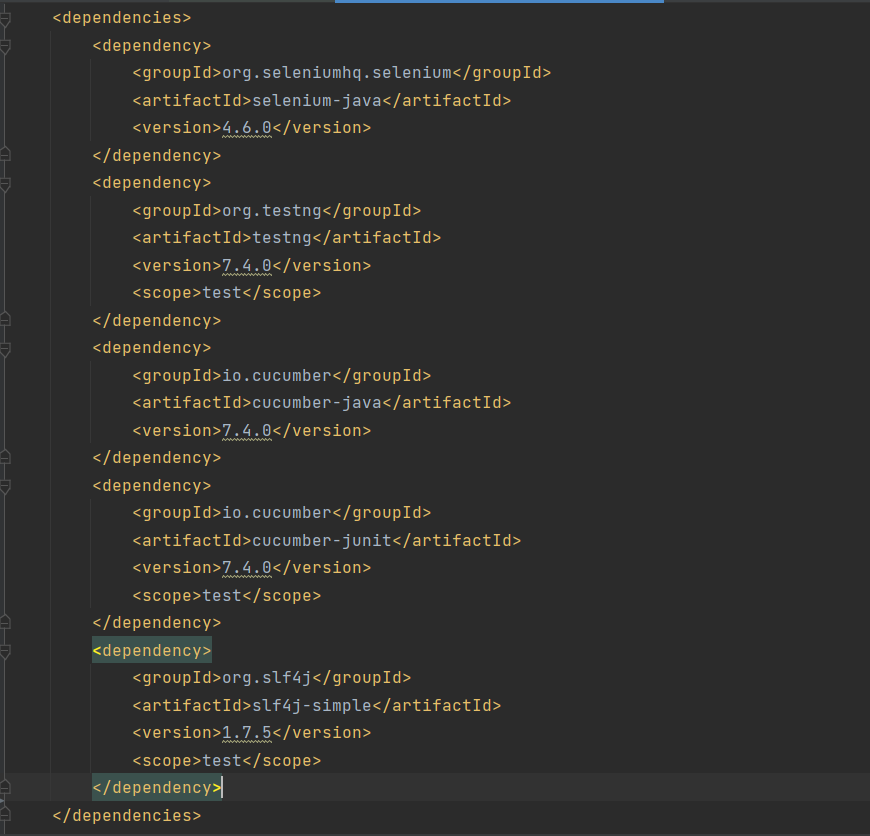 <dependencies>
<dependency>
<groupId>org.seleniumhq.selenium</groupId>
<artifactId>selenium-java</artifactId>
<version>4.6.0</version>
</dependency>
<dependency>
<groupId>org.testng</groupId>
<artifactId>testng</artifactId>
<version>7.4.0</version>
<scope>test</scope>
</dependency>
<dependency>
<groupId>io.cucumber</groupId>
<artifactId>cucumber-java</artifactId>
<version>7.4.0</version>
</dependency>
<dependency>
<groupId>io.cucumber</groupId>
<artifactId>cucumber-junit</artifactId>
<version>7.4.0</version>
<scope>test</scope>
</dependency>
<dependency>
<groupId>org.slf4j</groupId>
<artifactId>slf4j-simple</artifactId>
<version>1.7.5</version>
<scope>test</scope>
</dependency>
</dependencies>